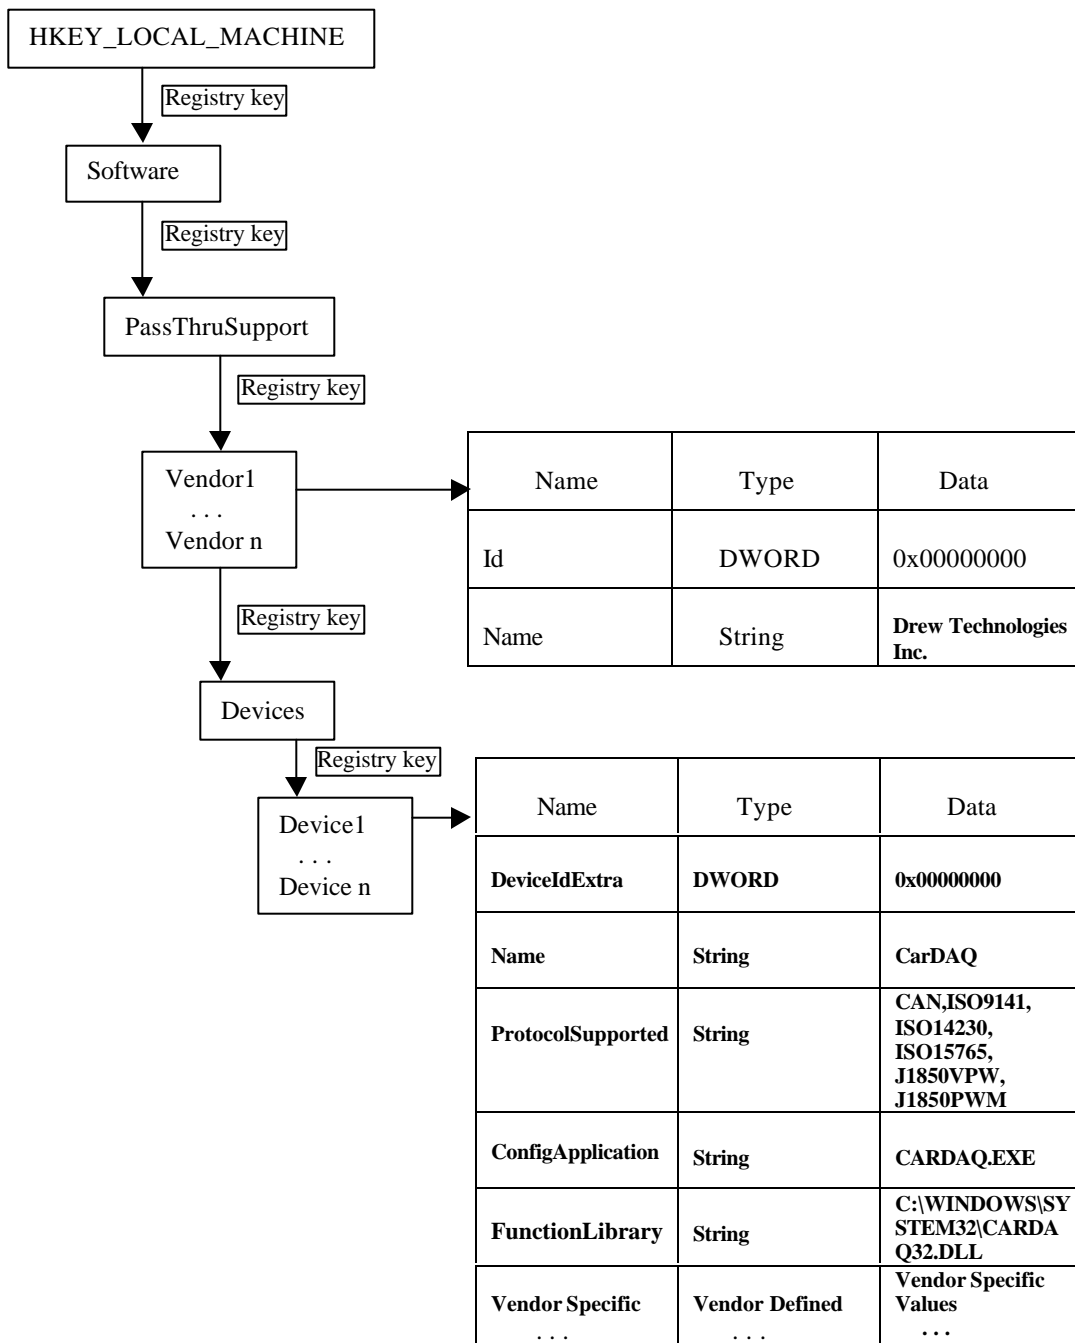 HKEY_LOCAL_MACHINE
Registry key
Software
Registry key
PassThruSupport
Registry key
Vendor1
. . .
Vendor n
Name Type Data
Id DWORD 0x00000000
Name String Drew Technologies
Inc.
Registry key
Devices
Registry key
Device1
. . .
Device n
Name Type Data
DeviceIdExtra DWORD 0x00000000
Name String CarDAQ
ProtocolSupported String CAN,ISO9141,
ISO14230,
ISO15765,
J1850VPW,
J1850PWM
ConfigApplication String CARDAQ.EXE
FunctionLibrary String C:\WINDOWS\SY
STEM32\CARDA
Q32.DLL
Vendor Specific Vendor Defined Vendor Specific
Values
. . . . . . . . .